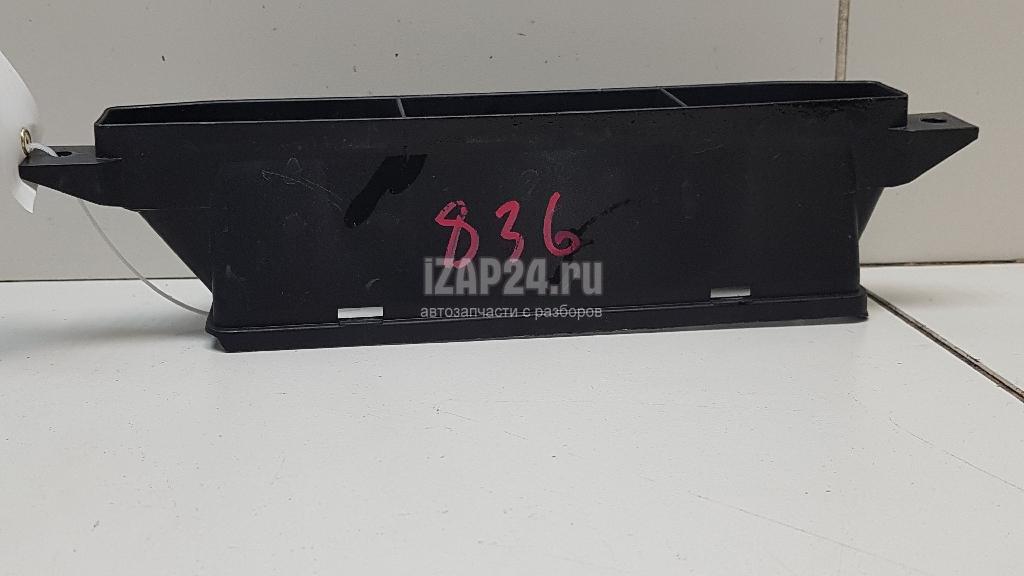 836
iZAP24.ru
автозапчасти с разборов